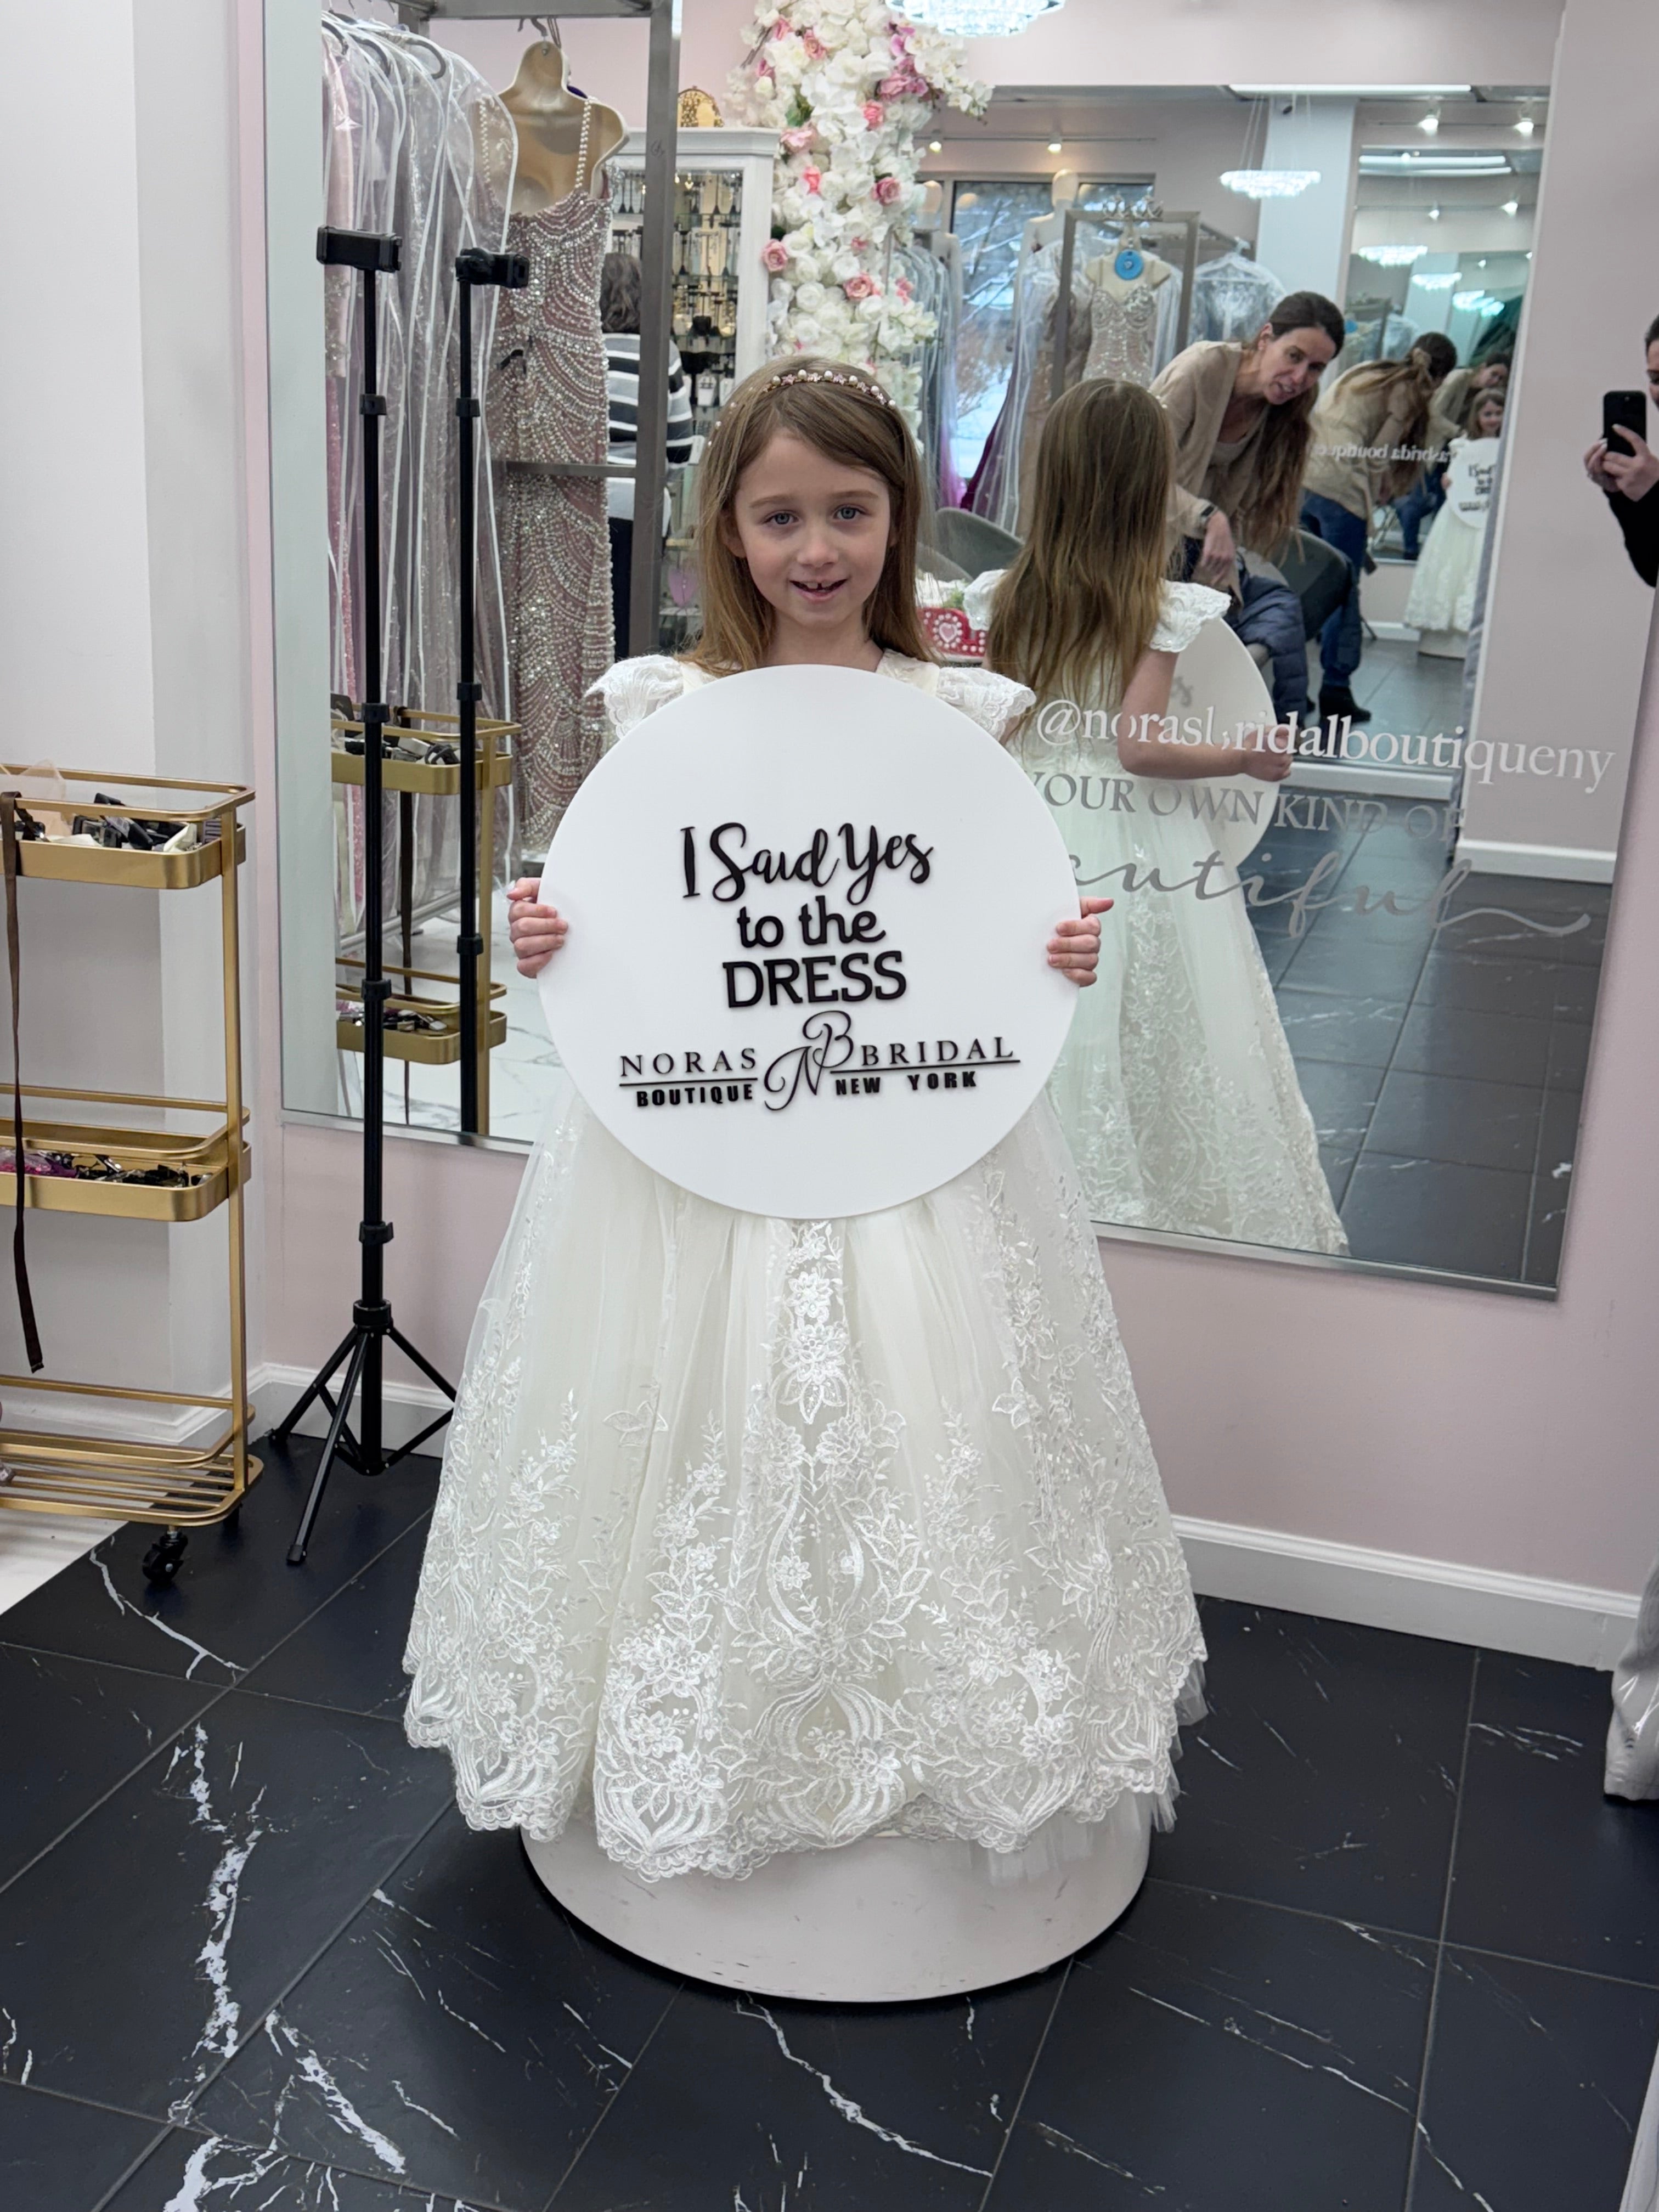 I Said Yes
to the
DRESS
NORAS NB BRIDAL
BOUTIQUE NEW YORK
@norasbridalboutiqueny
YOUR OWN KIND OF